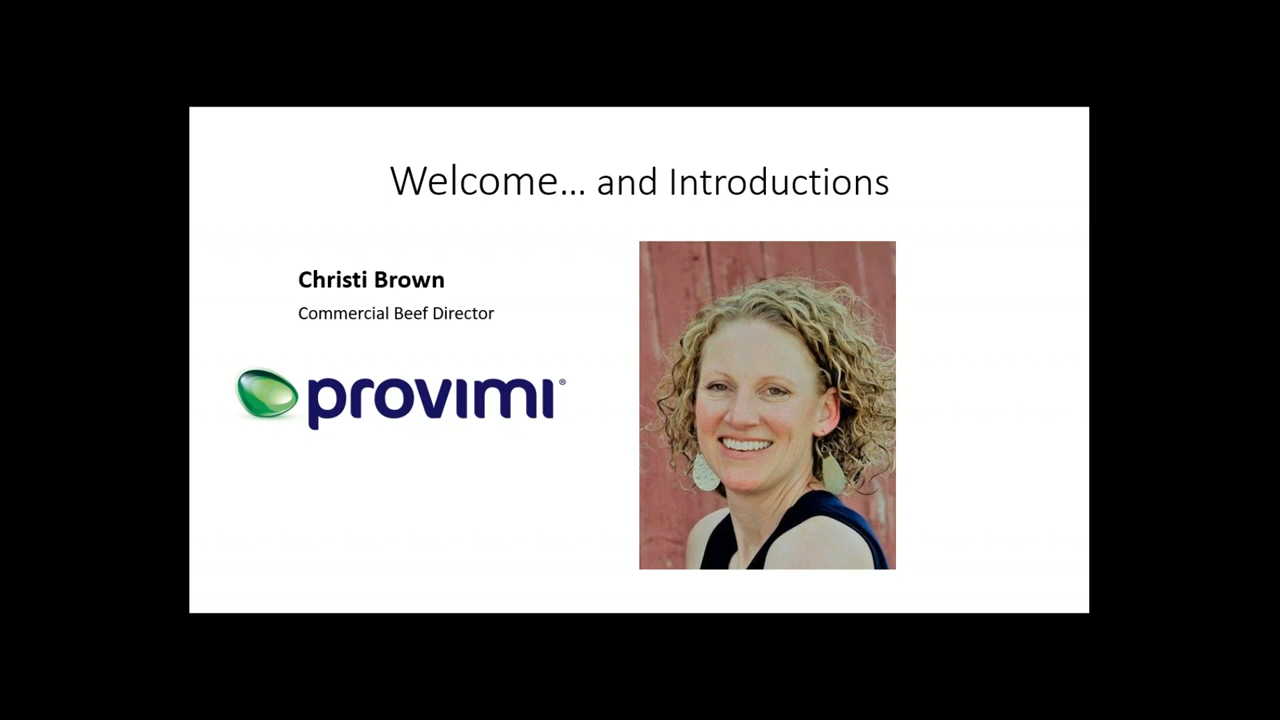 Welcome... and Introductions
Christi Brown
Commercial Beef Director
provimi®